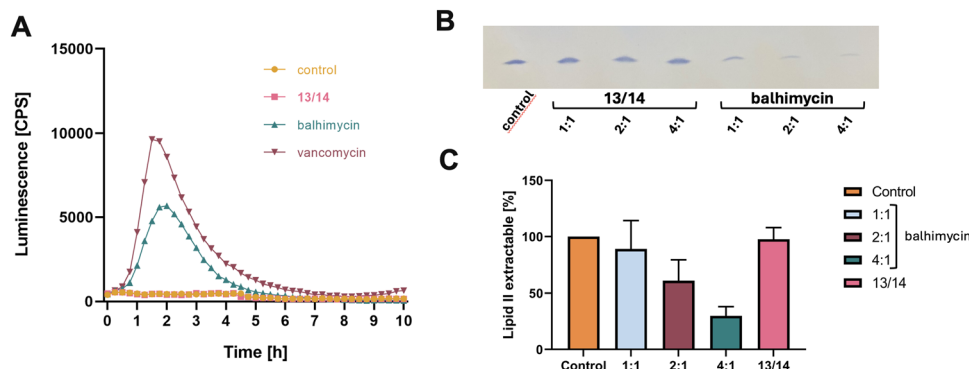 A
15000
10000
5000
0
Luminescence [CPS]
control
13/14
balhimycin
vancomycin
0 1 2 3 4 5 6 7 8 9 10
Time [h]
B
control
13/14
balhimycin
1:1
2:1
4:1
1:1
2:1
4:1
C
150
100
50
0
Lipid II extractable [%]
Control 1:1 2:1 4:1 13/14
Control
1:1
2:1
4:1
balhimycin
13/14